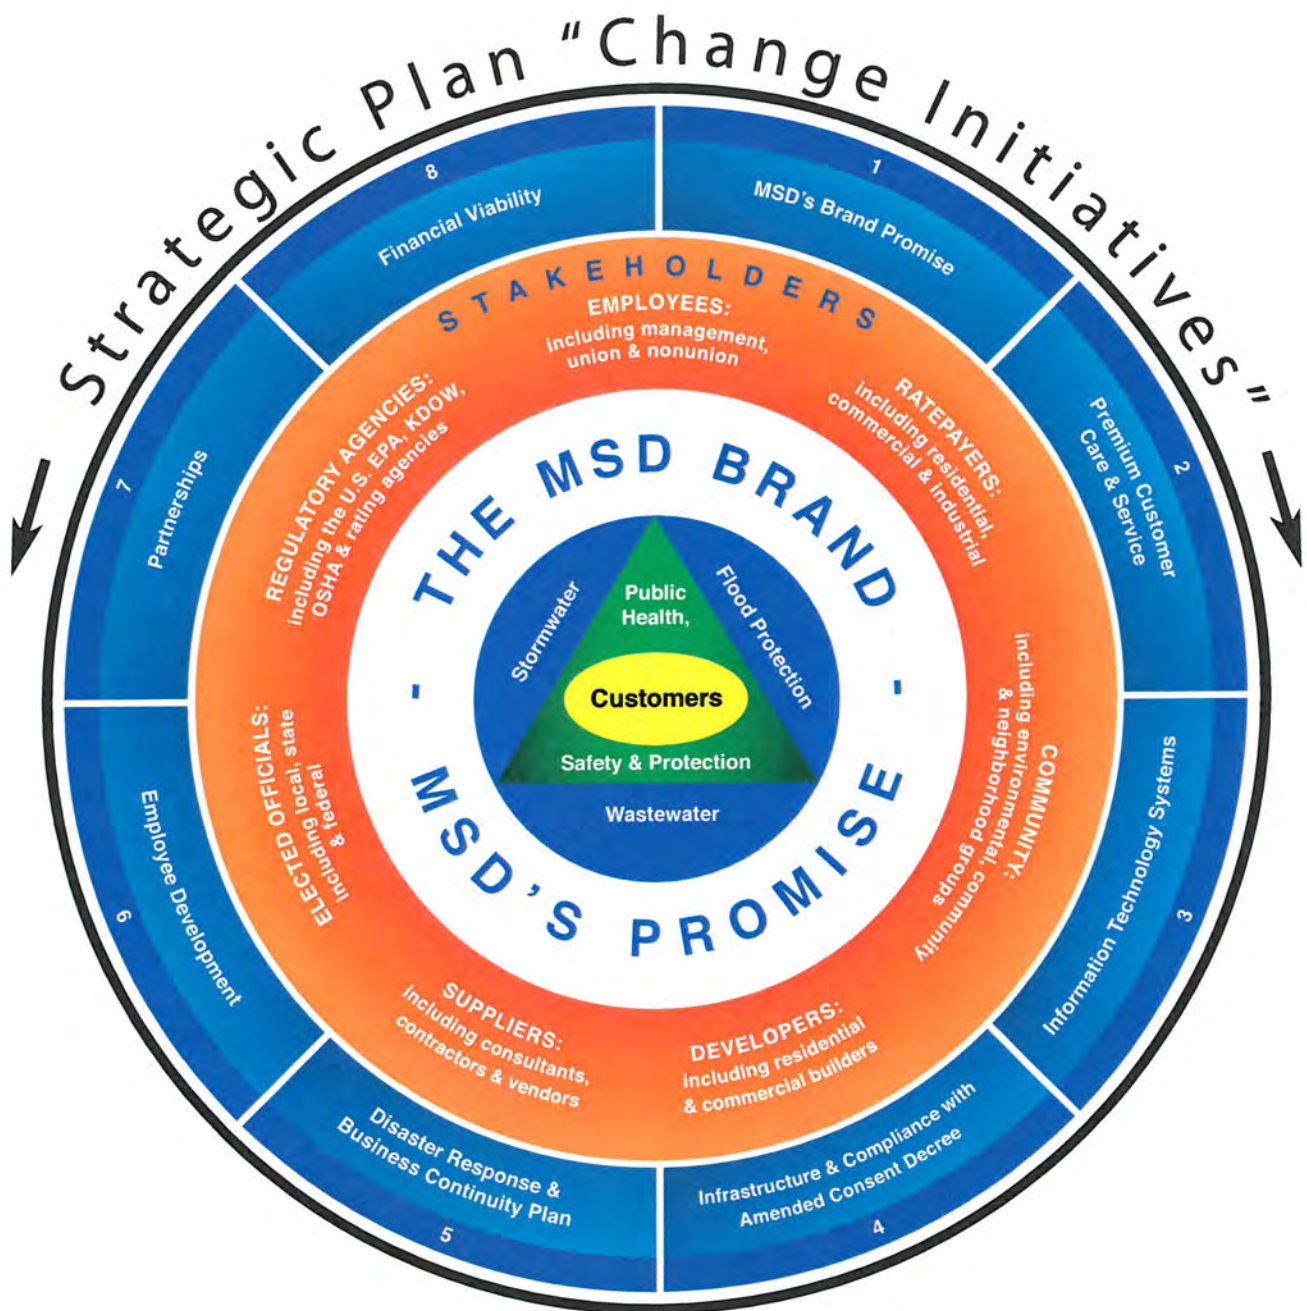 Strategic Plan “Change Initiatives”
1
MSD's Brand Promise
2
Premium Customer
Care & Service
3
Information Technology Systems
4
Infrastructure & Compliance with
Amended Consent Decree
5
Disaster Response &
Business Continuity Plan
6
Employee Development
7
Partnerships
8
Financial Viability
STAKEHOLDERS
EMPLOYEES:
including management,
union & nonunion
RATEPAYERS:
including residential,
commercial & industrial
COMMUNITY:
including environmental, community
& neighborhood groups
DEVELOPERS:
including residential
& commercial builders
SUPPLIERS:
including consultants,
contractors & vendors
ELECTED OFFICIALS:
including local, state
& federal
REGULATORY AGENCIES:
including the U.S. EPA, KDOW,
OSHA & rating agencies
THE MSD BRAND
- MSD'S PROMISE -
Stormwater
Flood Protection
Wastewater
Public
Health,
Customers
Safety & Protection